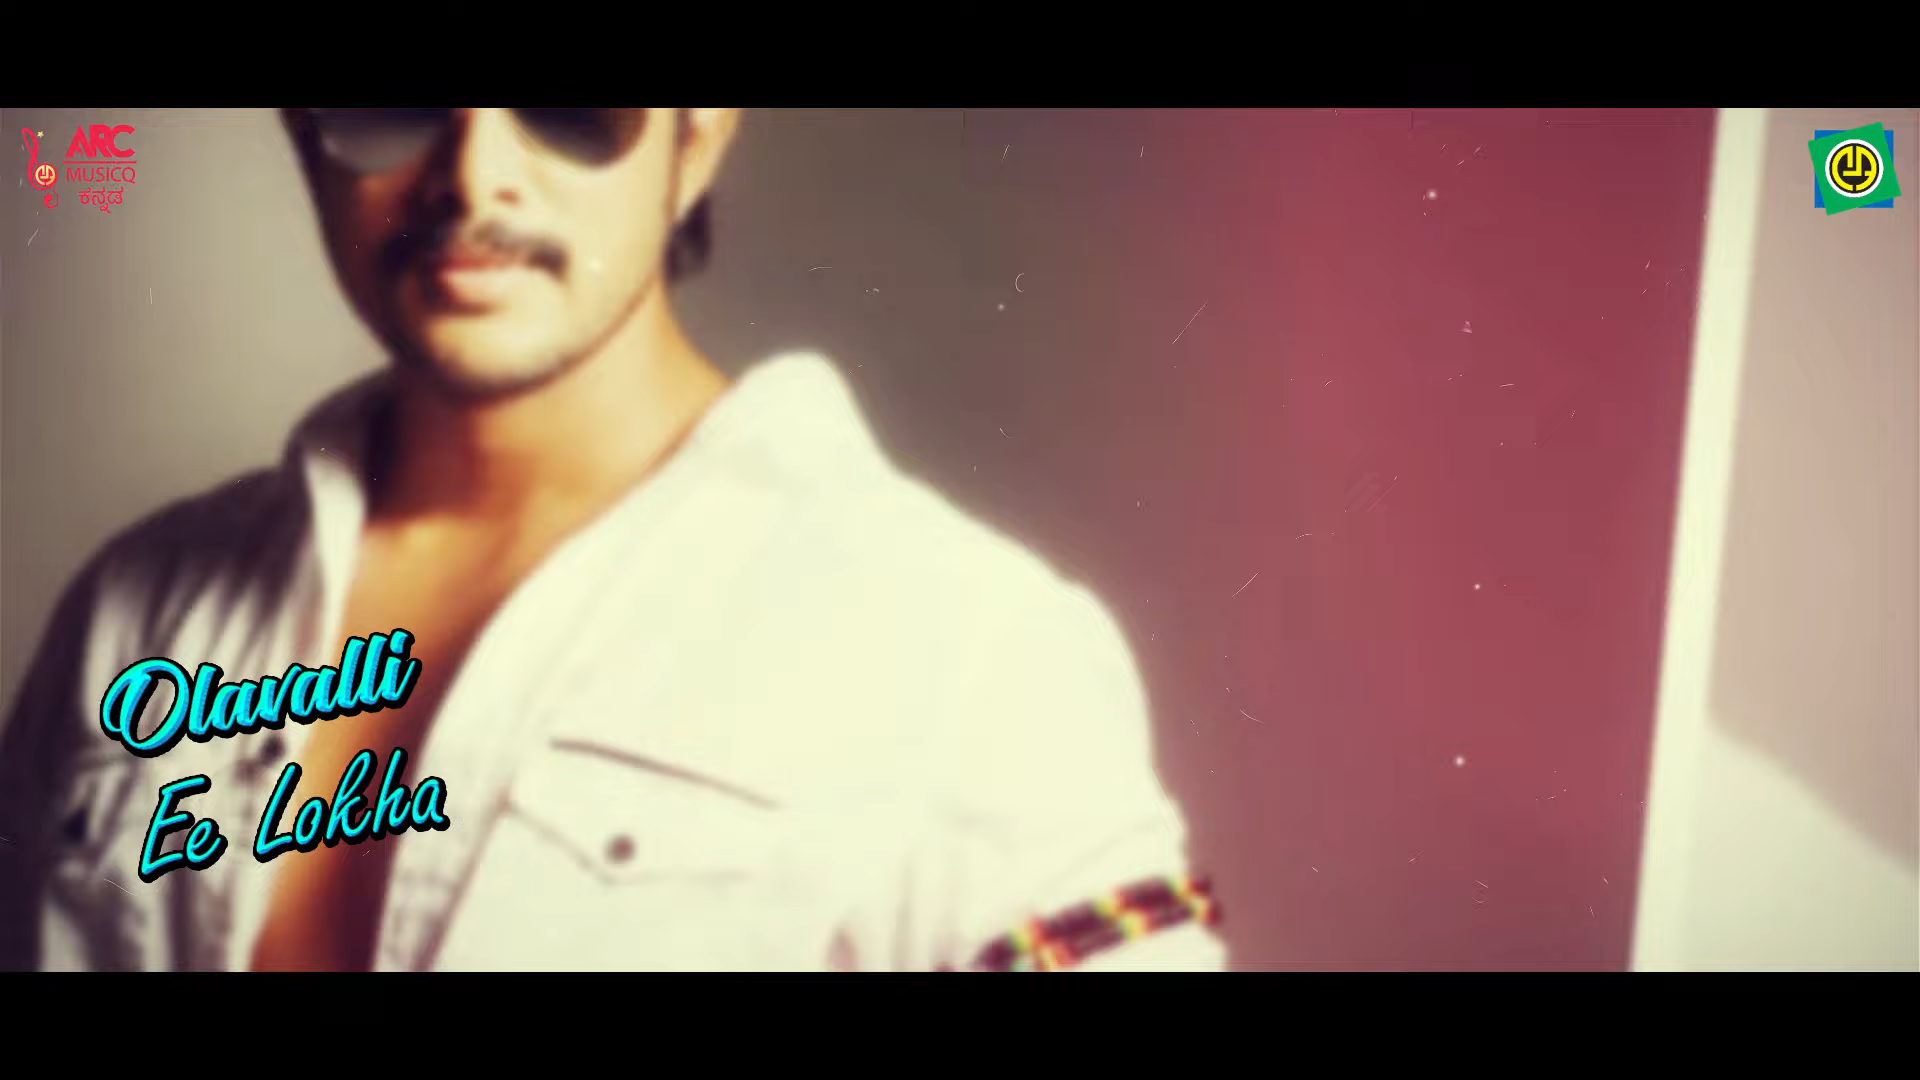 ARC
MUSICQ
ಕನ್ನಡ
Olavalli
Ee Lokha